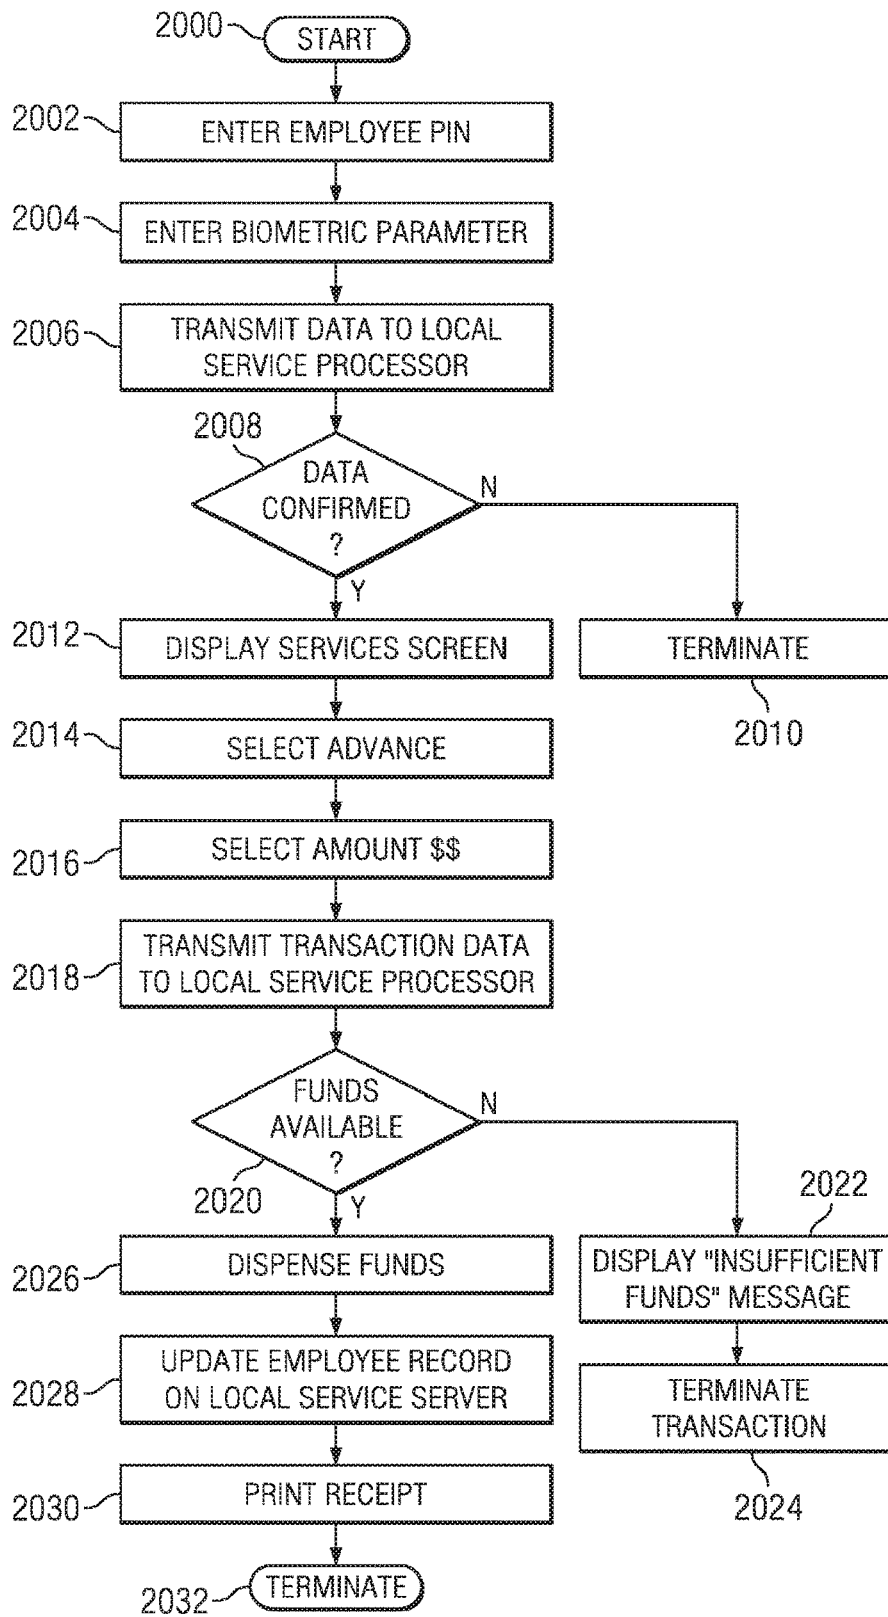 2000
START
2002
ENTER EMPLOYEE PIN
2004
ENTER BIOMETRIC PARAMETER
2006
TRANSMIT DATA TO LOCAL
SERVICE PROCESSOR
2008
DATA
CONFIRMED
?
N
Y
2012
DISPLAY SERVICES SCREEN
TERMINATE
2010
2014
SELECT ADVANCE
2016
SELECT AMOUNT $$
2018
TRANSMIT TRANSACTION DATA
TO LOCAL SERVICE PROCESSOR
FUNDS
AVAILABLE
?
N
2020
Y
2022
2026
DISPENSE FUNDS
DISPLAY "INSUFFICIENT
FUNDS" MESSAGE
2028
UPDATE EMPLOYEE RECORD
ON LOCAL SERVICE SERVER
TERMINATE
TRANSACTION
2024
2030
PRINT RECEIPT
2032
TERMINATE